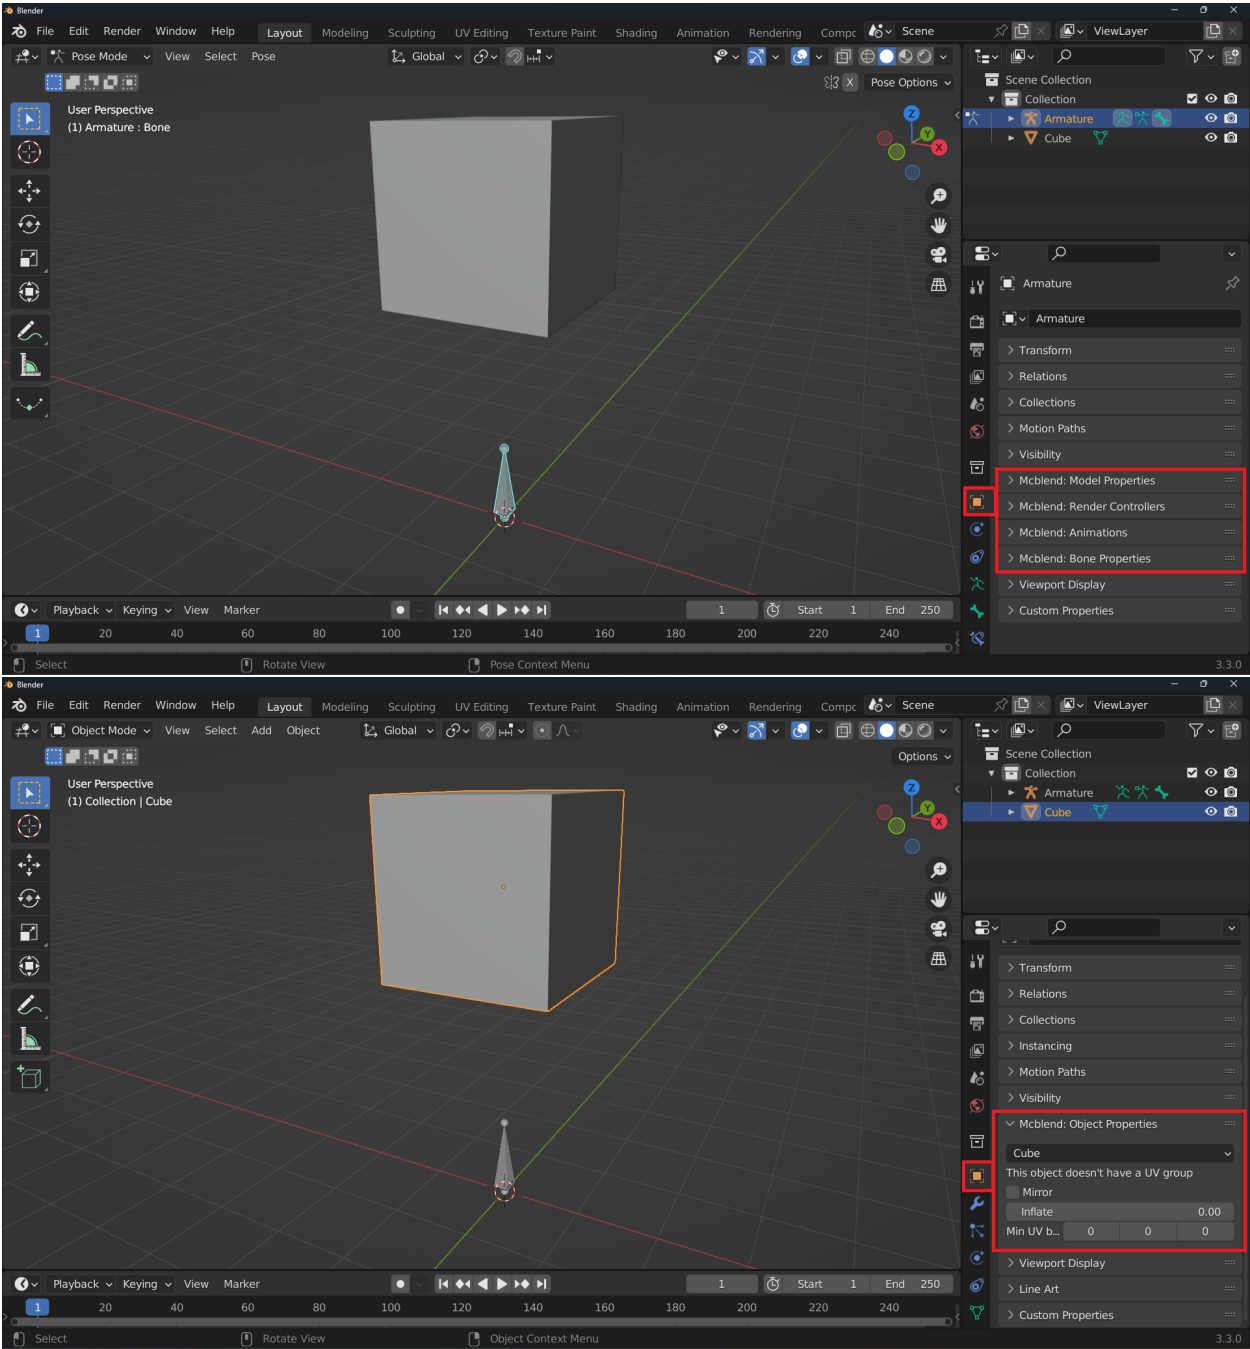 Blender
File Edit Render Window Help Layout Modeling Sculpting UV Editing Texture Paint Shading Animation Rendering Compc Scene ViewLayer
Pose Mode View Select Pose Global
X Pose Options
User Perspective
(1) Armature : Bone
Z
Y
X
Scene Collection
Collection
Armature
Cube
Armature
Armature
Transform
Relations
Collections
Motion Paths
Visibility
Mcblend: Model Properties
Mcblend: Render Controllers
Mcblend: Animations
Mcblend: Bone Properties
Viewport Display
Custom Properties
Playback Keying View Marker 1 Start 1 End 250
1 20 40 60 80 100 120 140 160 180 200 220 240
Select Rotate View Pose Context Menu 3.3.0
Blender
File Edit Render Window Help Layout Modeling Sculpting UV Editing Texture Paint Shading Animation Rendering Compc Scene ViewLayer
Object Mode View Select Add Object Global
Options
User Perspective
(1) Collection | Cube
Z
Y
X
Scene Collection
Collection
Armature
Cube
Transform
Relations
Collections
Instancing
Motion Paths
Visibility
Mcblend: Object Properties
Cube
This object doesn't have a UV group
Mirror
Inflate 0.00
Min UV b... 0 0 0
Viewport Display
Line Art
Custom Properties
Playback Keying View Marker 1 Start 1 End 250
1 20 40 60 80 100 120 140 160 180 200 220 240
Select Rotate View Object Context Menu 3.3.0